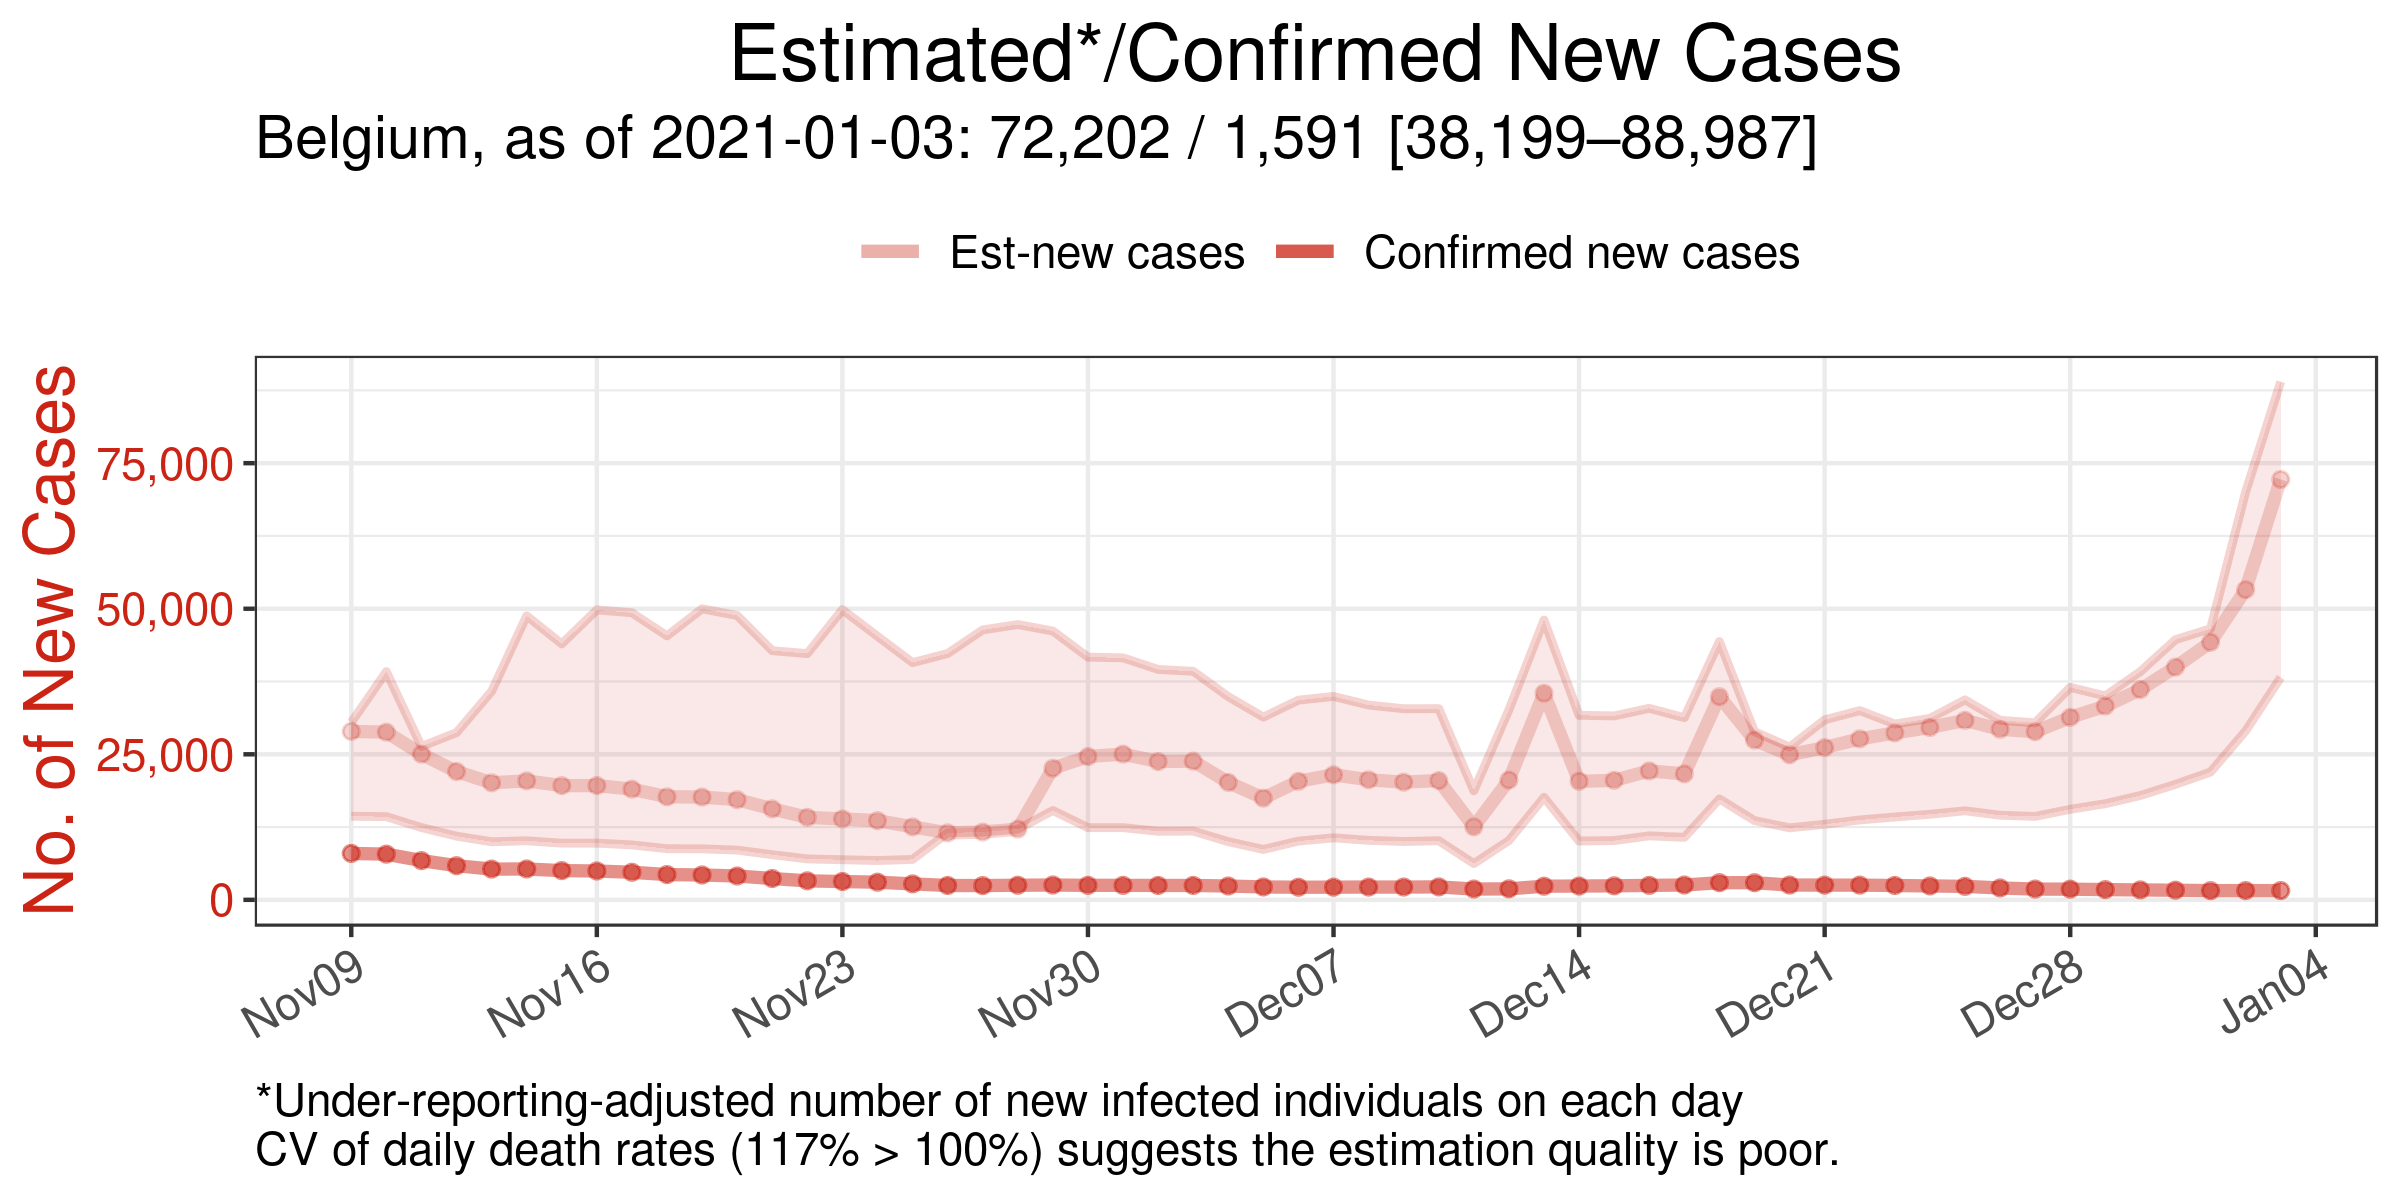 Estimated*/Confirmed New Cases
Belgium, as of 2021-01-03: 72,202 / 1,591 [38,199–88,987]
Est-new cases Confirmed new cases
No. of New Cases
75,000
50,000
25,000
0
Nov09 Nov16 Nov23 Nov30 Dec07 Dec14 Dec21 Dec28 Jan04
*Under-reporting-adjusted number of new infected individuals on each day
CV of daily death rates (117% > 100%) suggests the estimation quality is poor.